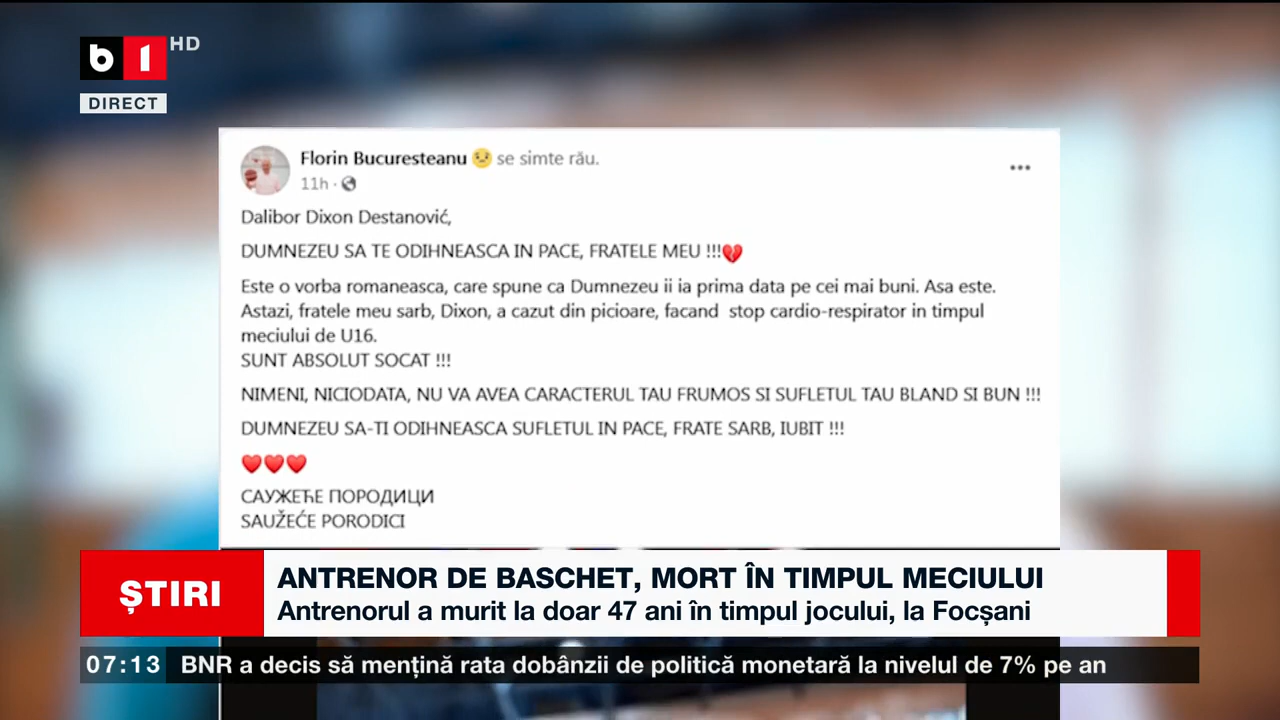 b1 HD
DIRECT
Florin Bucuresteanu 😟 se simte rău.
11h ·
Dalibor Dixon Destanović,
DUMNEZEU SA TE ODIHNEASCA IN PACE, FRATELE MEU !!!💔
Este o vorba romaneasca, care spune ca Dumnezeu ii ia prima data pe cei mai buni. Asa este.
Astazi, fratele meu sarb, Dixon, a cazut din picioare, facand stop cardio-respirator in timpul
meciului de U16.
SUNT ABSOLUT SOCAT !!!
NIMENI, NICIODATA, NU VA AVEA CARACTERUL TAU FRUMOS SI SUFLETUL TAU BLAND SI BUN !!!
DUMNEZEU SA-TI ODIHNEASCA SUFLETUL IN PACE, FRATE SARB, IUBIT !!!
❤❤❤
САУЖЕЋЕ ПОРОДИЦИ
SAUŽEĆE PORODICI
ȘTIRI
ANTRENOR DE BASCHET, MORT ÎN TIMPUL MECIULUI
Antrenorul a murit la doar 47 ani în timpul jocului, la Focșani
07:13 BNR a decis să mențină rata dobânzii de politică monetară la nivelul de 7% pe an